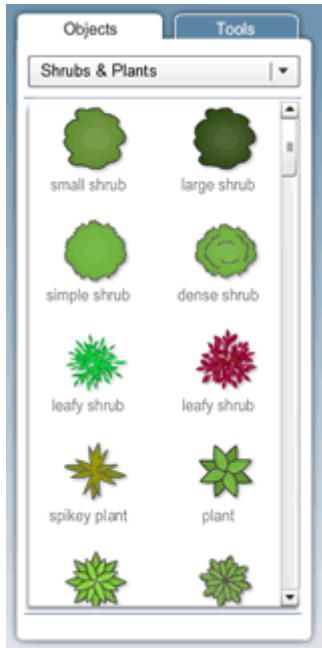 Objects Tools
Shrubs & Plants
small shrub large shrub
simple shrub dense shrub
leafy shrub leafy shrub
spikey plant plant